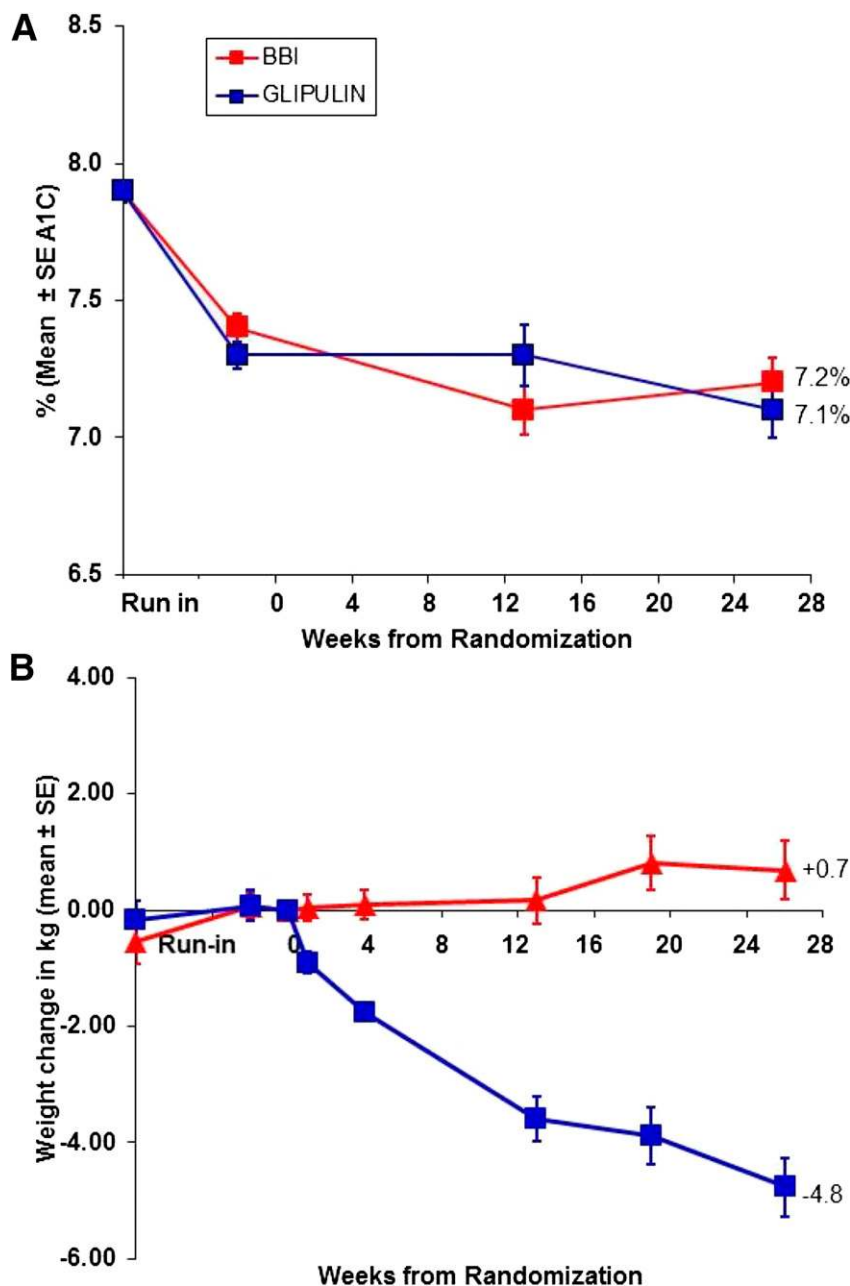 A
8.5
BBI
GLIPULIN
8.0
7.5
7.0
6.5
% (Mean ± SE A1C)
7.2%
7.1%
Run in 0 4 8 12 16 20 24 28
Weeks from Randomization
B
4.00
2.00
0.00
-2.00
-4.00
-6.00
Weight change in kg (mean ± SE)
+0.7
Run-in 0 4 8 12 16 20 24 28
-4.8
Weeks from Randomization